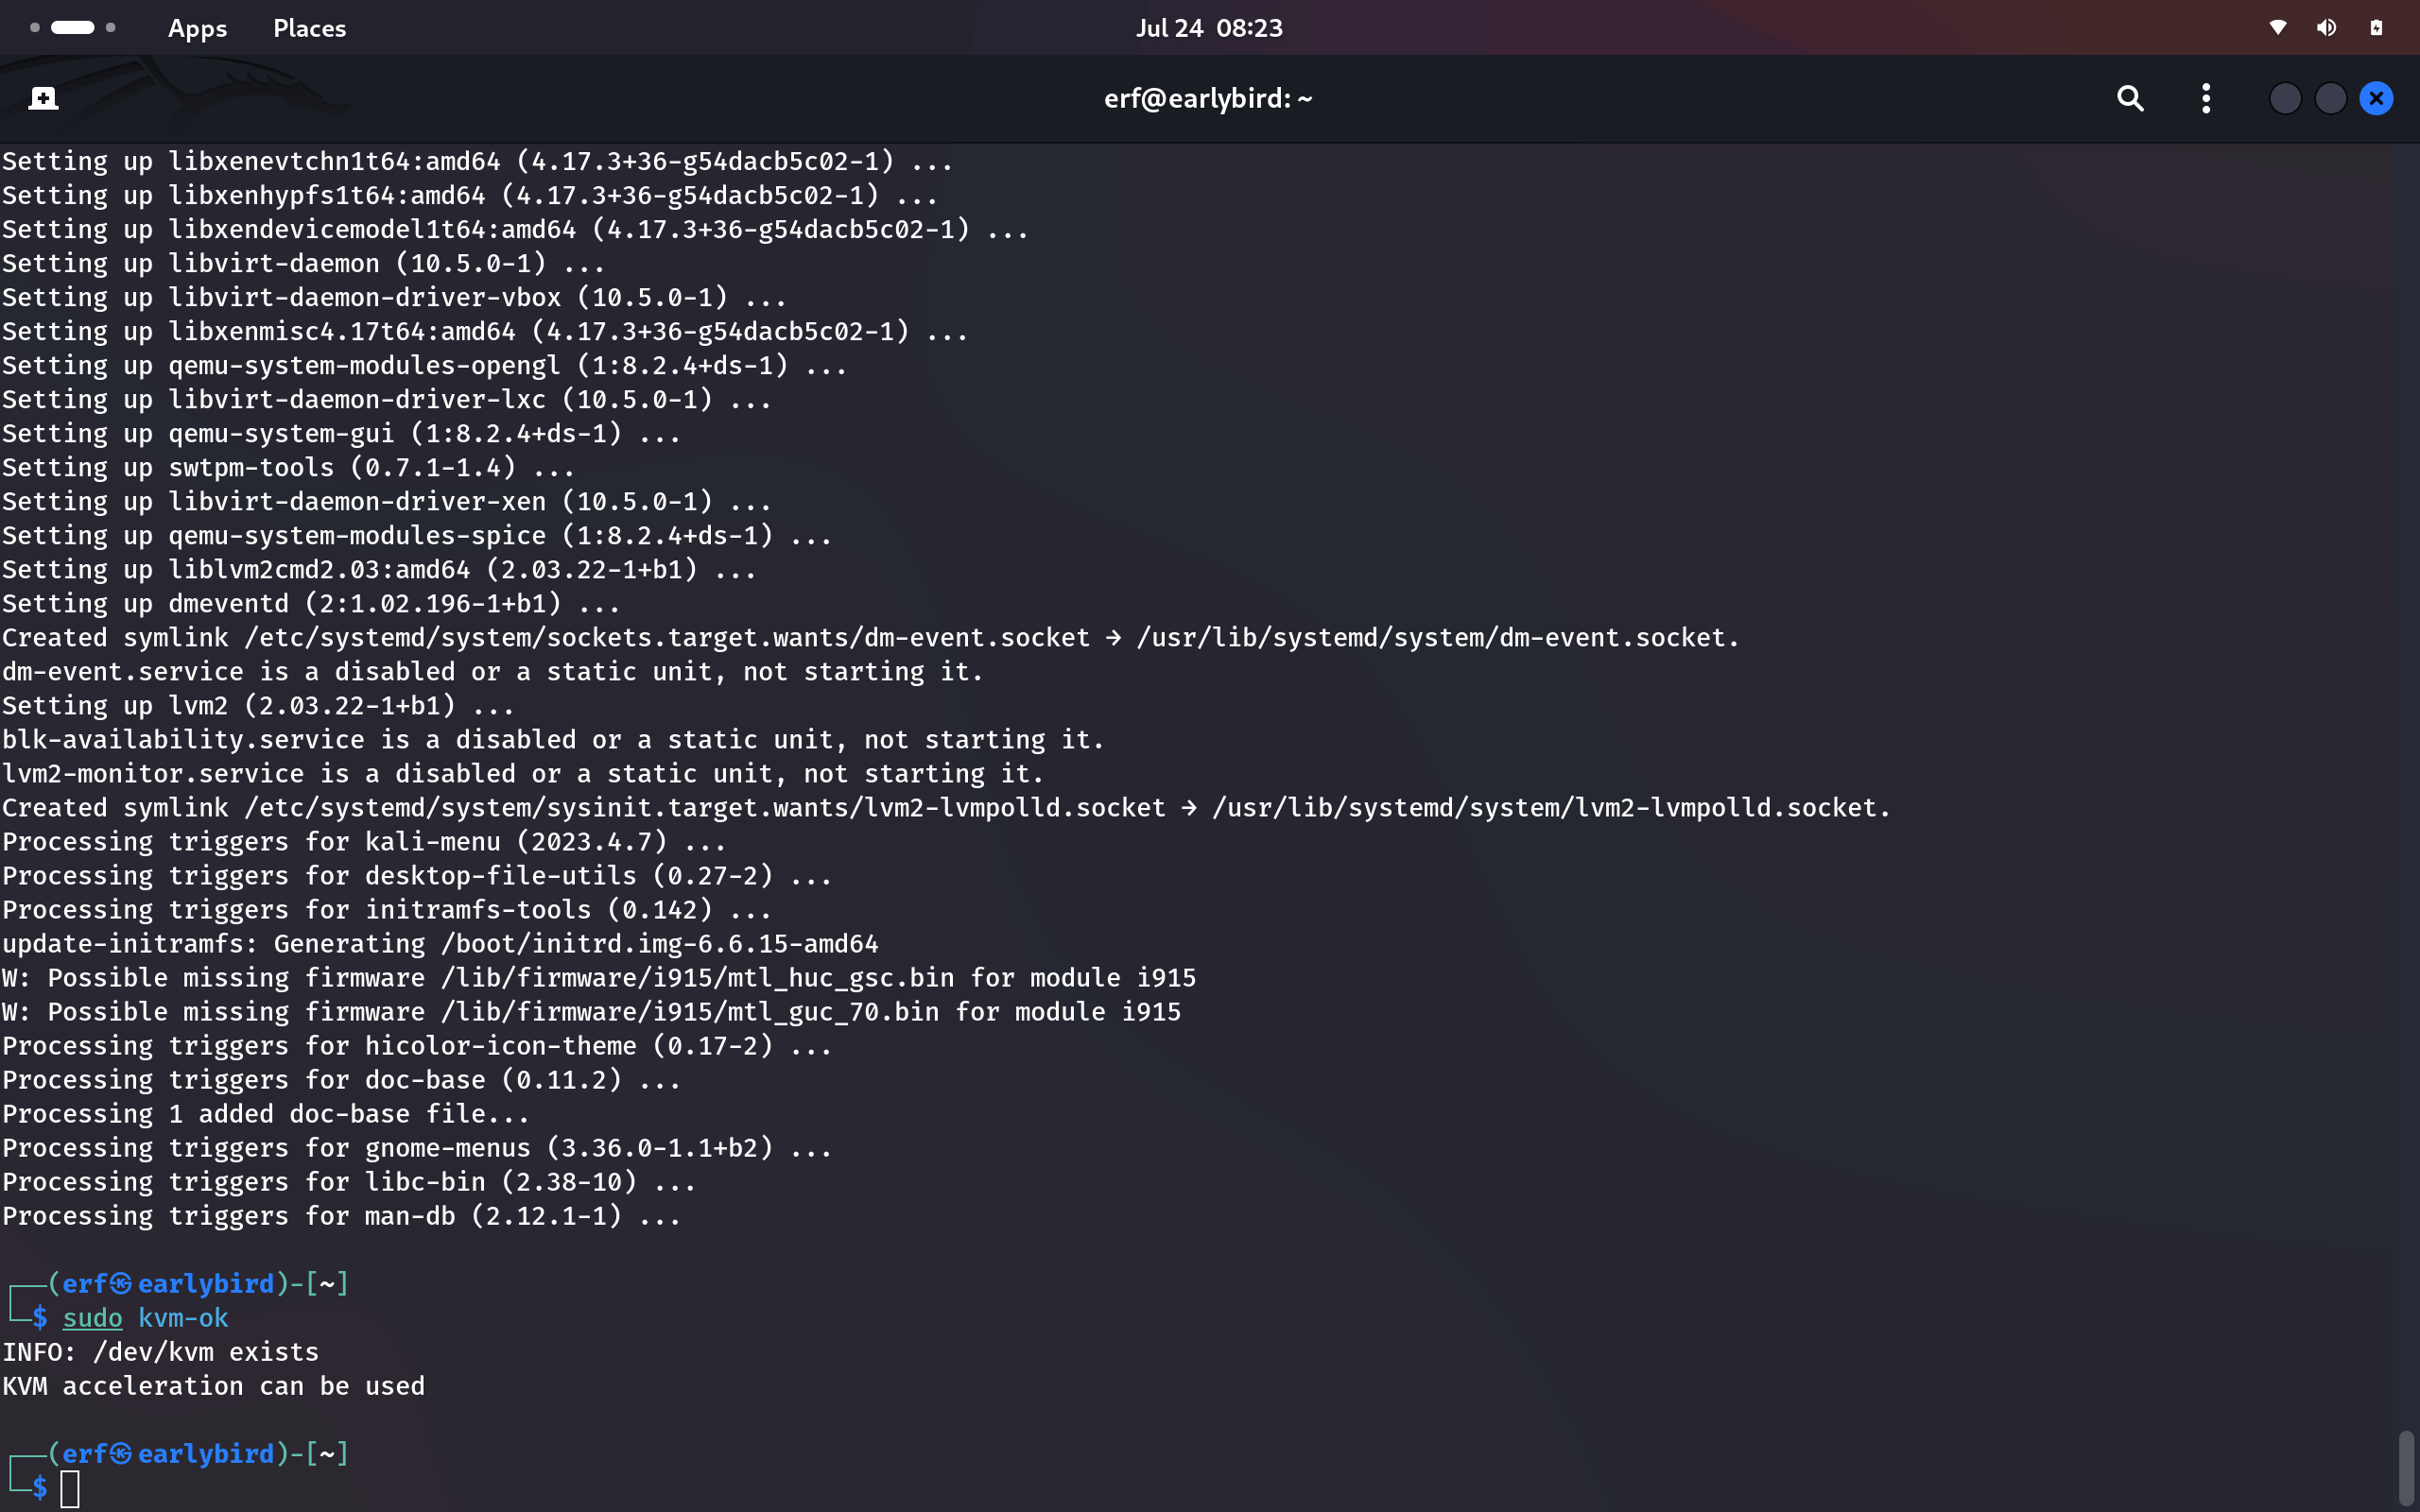 Apps Places Jul 24 08:23
erf@earlybird: ~
Setting up libxenevtchn1t64:amd64 (4.17.3+36-g54dacb5c02-1) ...
Setting up libxenhypfs1t64:amd64 (4.17.3+36-g54dacb5c02-1) ...
Setting up libxendevicemodel1t64:amd64 (4.17.3+36-g54dacb5c02-1) ...
Setting up libvirt-daemon (10.5.0-1) ...
Setting up libvirt-daemon-driver-vbox (10.5.0-1) ...
Setting up libxenmisc4.17t64:amd64 (4.17.3+36-g54dacb5c02-1) ...
Setting up qemu-system-modules-opengl (1:8.2.4+ds-1) ...
Setting up libvirt-daemon-driver-lxc (10.5.0-1) ...
Setting up qemu-system-gui (1:8.2.4+ds-1) ...
Setting up swtpm-tools (0.7.1-1.4) ...
Setting up libvirt-daemon-driver-xen (10.5.0-1) ...
Setting up qemu-system-modules-spice (1:8.2.4+ds-1) ...
Setting up liblvm2cmd2.03:amd64 (2.03.22-1+b1) ...
Setting up dmeventd (2:1.02.196-1+b1) ...
Created symlink /etc/systemd/system/sockets.target.wants/dm-event.socket → /usr/lib/systemd/system/dm-event.socket.
dm-event.service is a disabled or a static unit, not starting it.
Setting up lvm2 (2.03.22-1+b1) ...
blk-availability.service is a disabled or a static unit, not starting it.
lvm2-monitor.service is a disabled or a static unit, not starting it.
Created symlink /etc/systemd/system/sysinit.target.wants/lvm2-lvmpolld.socket → /usr/lib/systemd/system/lvm2-lvmpolld.socket.
Processing triggers for kali-menu (2023.4.7) ...
Processing triggers for desktop-file-utils (0.27-2) ...
Processing triggers for initramfs-tools (0.142) ...
update-initramfs: Generating /boot/initrd.img-6.6.15-amd64
W: Possible missing firmware /lib/firmware/i915/mtl_huc_gsc.bin for module i915
W: Possible missing firmware /lib/firmware/i915/mtl_guc_70.bin for module i915
Processing triggers for hicolor-icon-theme (0.17-2) ...
Processing triggers for doc-base (0.11.2) ...
Processing 1 added doc-base file...
Processing triggers for gnome-menus (3.36.0-1.1+b2) ...
Processing triggers for libc-bin (2.38-10) ...
Processing triggers for man-db (2.12.1-1) ...
┌──(erf㉿earlybird)-[~]
└─$ sudo kvm-ok
INFO: /dev/kvm exists
KVM acceleration can be used
┌──(erf㉿earlybird)-[~]
└─$